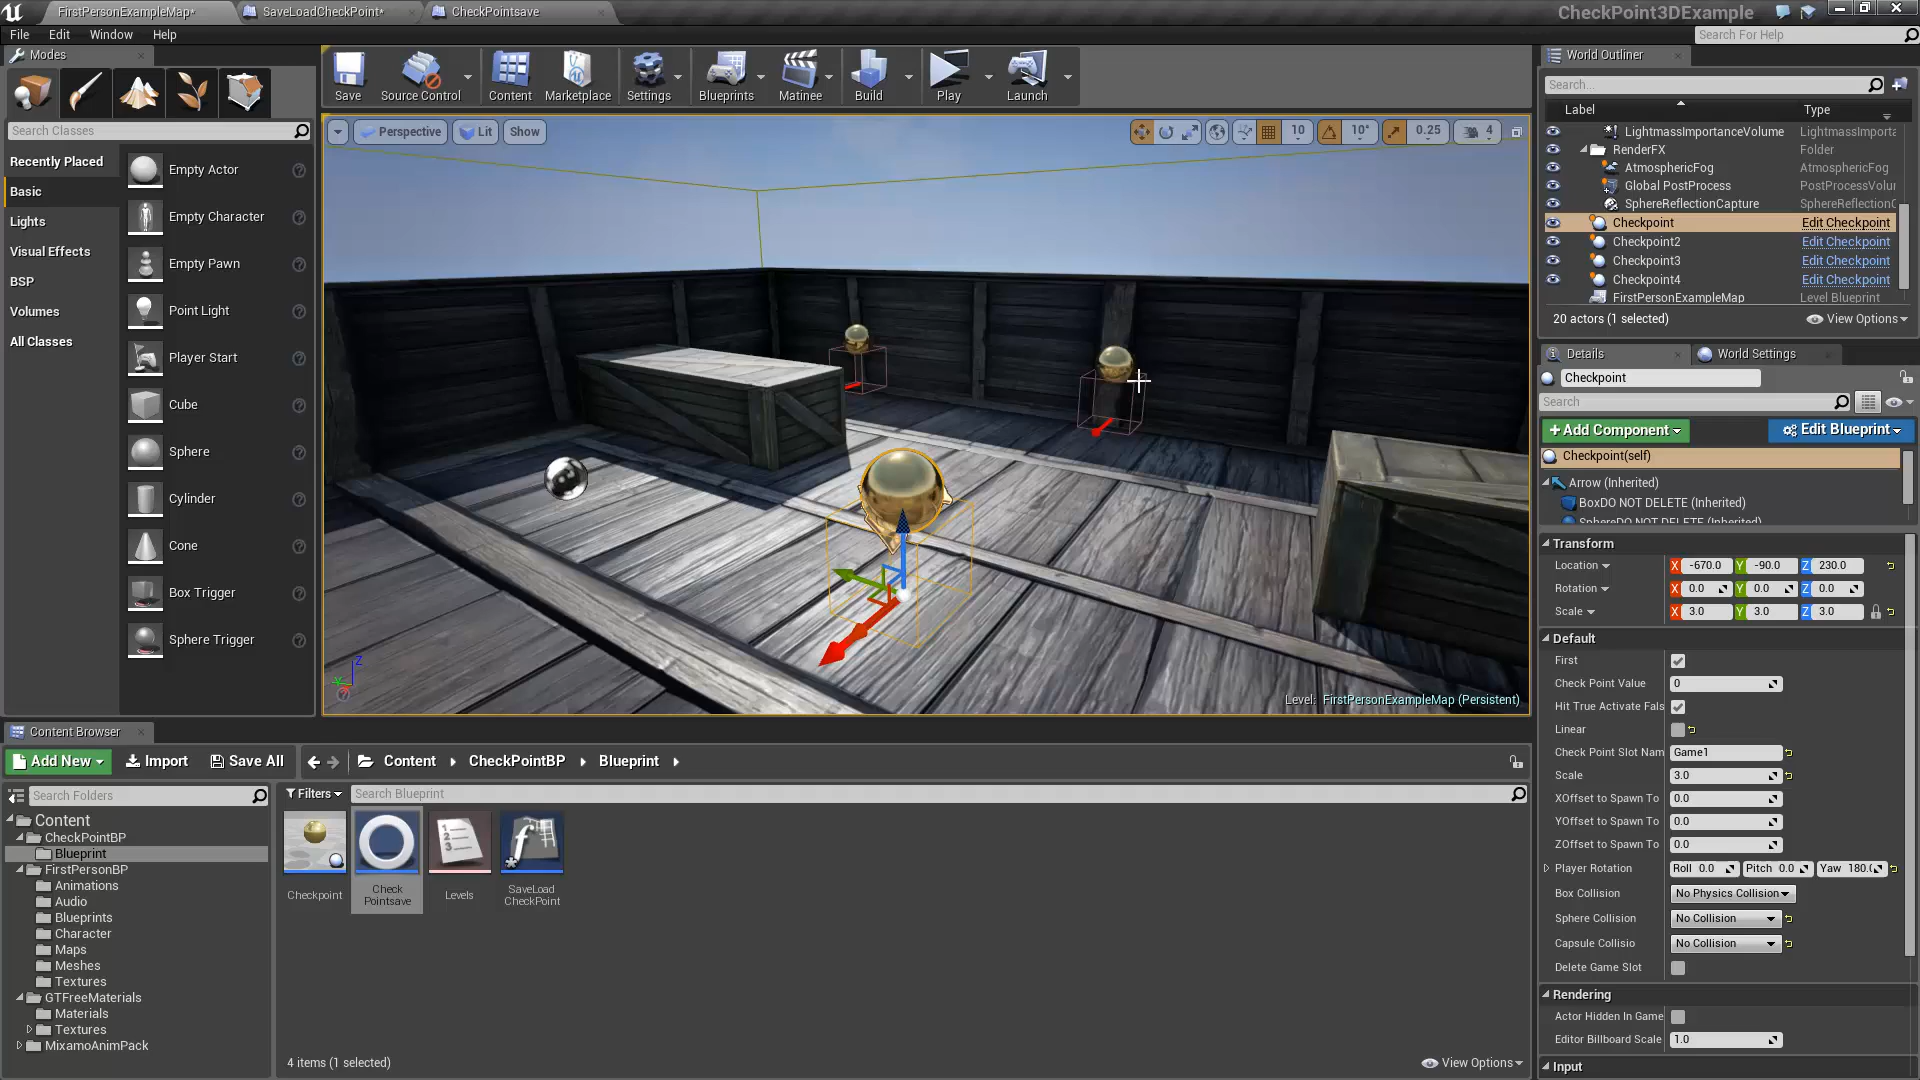 FirstPersonExampleMap*
SaveLoadCheckPoint*
CheckPointsave
CheckPoint3DExample
File Edit Window Help
Search For Help
Modes
Search Classes
Recently Placed
Basic
Lights
Visual Effects
BSP
Volumes
All Classes
Empty Actor
Empty Character
Empty Pawn
Point Light
Player Start
Cube
Sphere
Cylinder
Cone
Box Trigger
Sphere Trigger
Save
Source Control
Content
Marketplace
Settings
Blueprints
Matinee
Build
Play
Launch
Perspective Lit Show
10 10° 0.25 4
Level: FirstPersonExampleMap (Persistent)
World Outliner
Search...
Label Type
LightmassImportanceVolume LightmassImporta
RenderFX Folder
AtmosphericFog AtmosphericFog
Global PostProcess PostProcessVolur
SphereReflectionCapture SphereReflectionC
Checkpoint Edit Checkpoint
Checkpoint2 Edit Checkpoint
Checkpoint3 Edit Checkpoint
Checkpoint4 Edit Checkpoint
FirstPersonExampleMap Level Blueprint
20 actors (1 selected) View Options
Details World Settings
Checkpoint
Search
+ Add Component Edit Blueprint
Checkpoint(self)
Arrow (Inherited)
BoxDO NOT DELETE (Inherited)
SphereDO NOT DELETE (Inherited)
Transform
Location X -670.0 Y -90.0 Z 230.0
Rotation X 0.0 Y 0.0 Z 0.0
Scale X 3.0 Y 3.0 Z 3.0
Default
First
Check Point Value 0
Hit True Activate Fals
Linear
Check Point Slot Nam Game1
Scale 3.0
XOffset to Spawn To 0.0
YOffset to Spawn To 0.0
ZOffset to Spawn To 0.0
Player Rotation Roll 0.0 Pitch 0.0 Yaw 180.(
Box Collision No Physics Collision
Sphere Collision No Collision
Capsule Collisio No Collision
Delete Game Slot
Rendering
Actor Hidden In Game
Editor Billboard Scale 1.0
Input
Content Browser
Add New Import Save All
Content CheckPointBP Blueprint
Search Folders
Filters Search Blueprint
Content
CheckPointBP
Blueprint
FirstPersonBP
Animations
Audio
Blueprints
Character
Maps
Meshes
Textures
GTFreeMaterials
Materials
Textures
MixamoAnimPack
Checkpoint
Check
Pointsave
Levels
SaveLoad
CheckPoint
4 items (1 selected) View Options